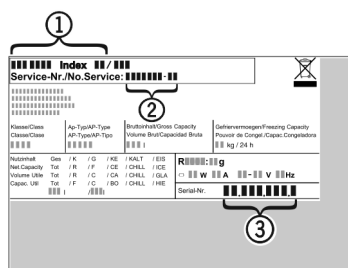 1
Index /
Service-Nr./No.Service: -
2
Klasse/Class
Classe/Clase
Ap-Typ/AP-Type
AP-Type/AP-Tipo
Bruttoinhalt/Gross Capacity
Volume Brut/Capacidad Bruta
Gefriervermoegen/Freezing Capacity
Pouvoir de Congel./Capac.Congeladora
l
kg / 24 h
Nutzinhalt Ges / K / G / KE / KALT / EIS
Net.Capacity Tot / R / F / CE / CHILL / ICE
Volume Utile Tot / R / C / CA / CHILL / GLA
Capac. Util Tot / F / C / BO / CHILL / HIE
l / l
R : g
W A - V Hz
Serial-Nr. . . .
3